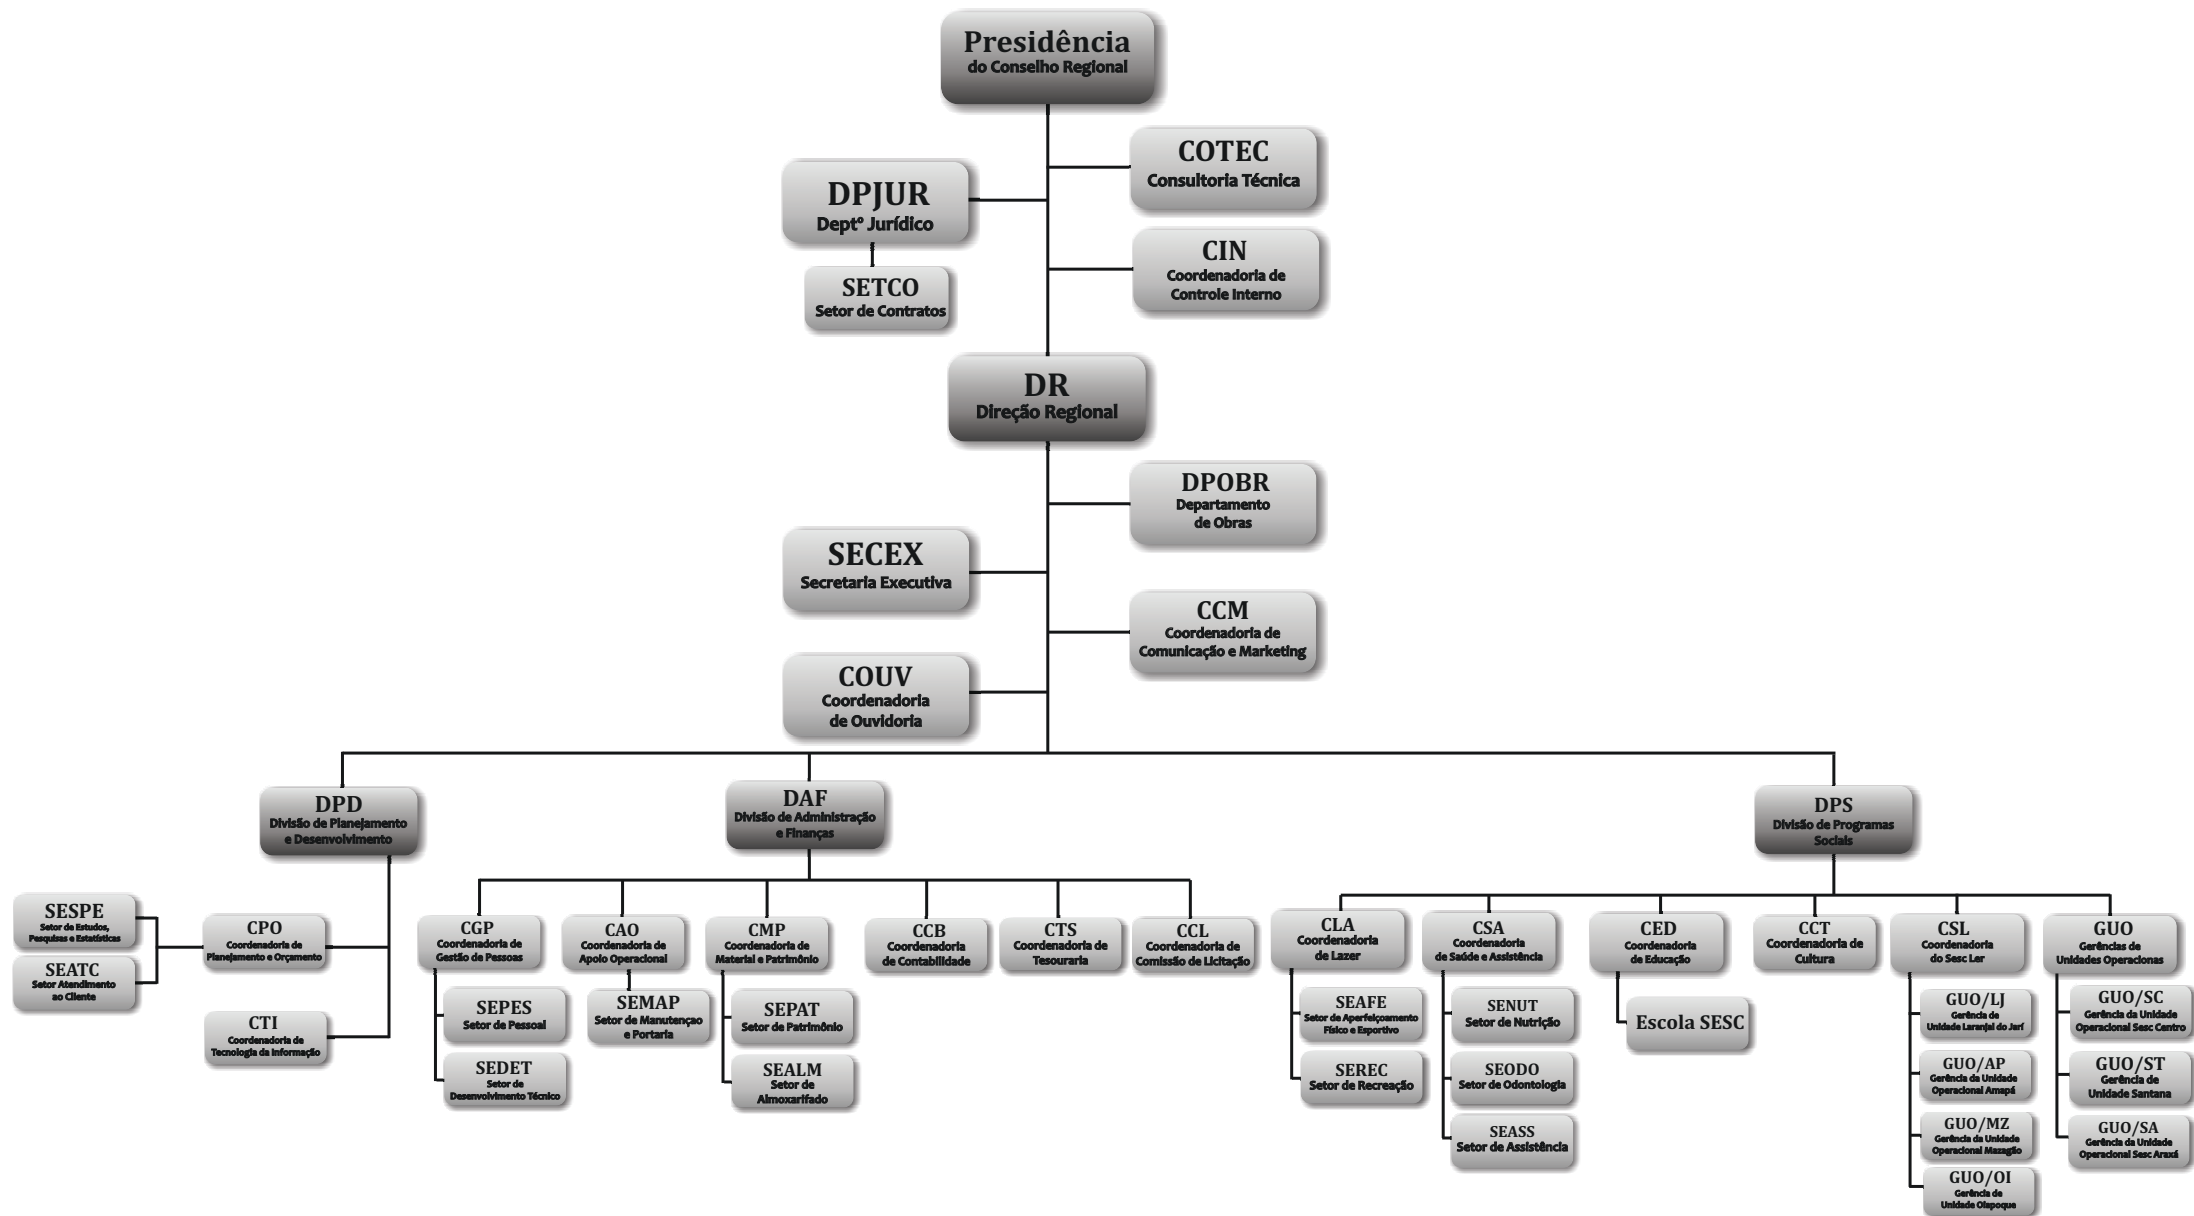 Presidência
do Conselho Regional
COTEC
Consultoria Técnica
DPJUR
Deptº Jurídico
CIN
Coordenadoria de
Controle Interno
SETCO
Setor de Contratos
DR
Direção Regional
DPOBR
Departamento
de Obras
SECEX
Secretaria Executiva
CCM
Coordenadoria de
Comunicação e Marketing
COUV
Coordenadoria
de Ouvidoria
DPD
Divisão de Planejamento
e Desenvolvimento
DAF
Divisão de Administração
e Finanças
DPS
Divisão de Programas
Sociais
SESPE
Setor de Estudos,
Pesquisas e Estatísticas
SEATC
Setor Atendimento
ao Cliente
CPO
Coordenadoria de
Planejamento e Orçamento
CTI
Coordenadoria de
Tecnologia da Informação
CGP
Coordenadoria de
Gestão de Pessoas
SEPES
Setor de Pessoal
SEDET
Setor de
Desenvolvimento Técnico
CAO
Coordenadoria de
Apoio Operacional
SEMAP
Setor de Manutençao
e Portaria
CMP
Coordenadoria de
Material e Patrimônio
SEPAT
Setor de Patrimônio
SEALM
Setor de
Almoxarifado
CCB
Coordenadoria
de Contabilidade
CTS
Coordenadoria de
Tesouraria
CCL
Coordenadoria de
Comissão de Licitação
CLA
Coordenadoria
de Lazer
SEAFE
Setor de Aperfeiçoamento
Físico e Esportivo
SEREC
Setor de Recreação
CSA
Coordenadoria
de Saúde e Assistência
SENUT
Setor de Nutrição
SEODO
Setor de Odontologia
SEASS
Setor de Assistência
CED
Coordenadoria
de Educação
Escola SESC
CCT
Coordenadoria de
Cultura
CSL
Coordenadoria
do Sesc Ler
GUO/LJ
Gerência de
Unidade Laranjal do Jarí
GUO/AP
Gerência da Unidade
Operacional Amapá
GUO/MZ
Gerência da Unidade
Operacional Mazagão
GUO/OI
Gerência de
Unidade Oiapoque
GUO
Gerências de
Unidades Operacionas
GUO/SC
Gerência da Unidade
Operacional Sesc Centro
GUO/ST
Gerência de
Unidade Santana
GUO/SA
Gerência da Unidade
Operacional Sesc Araxá